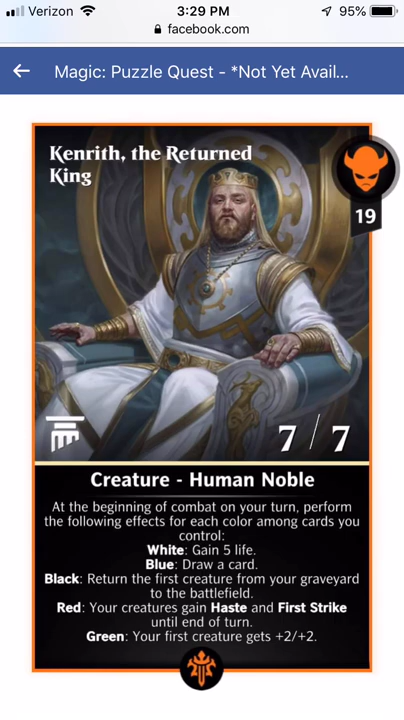 Verizon 3:29 PM 95%
facebook.com
Magic: Puzzle Quest - *Not Yet Avail...
Kenrith, the Returned
King
19
7 / 7
Creature - Human Noble
At the beginning of combat on your turn, perform
the following effects for each color among cards you
control:
White: Gain 5 life.
Blue: Draw a card.
Black: Return the first creature from your graveyard
to the battlefield.
Red: Your creatures gain Haste and First Strike
until end of turn.
Green: Your first creature gets +2/+2.